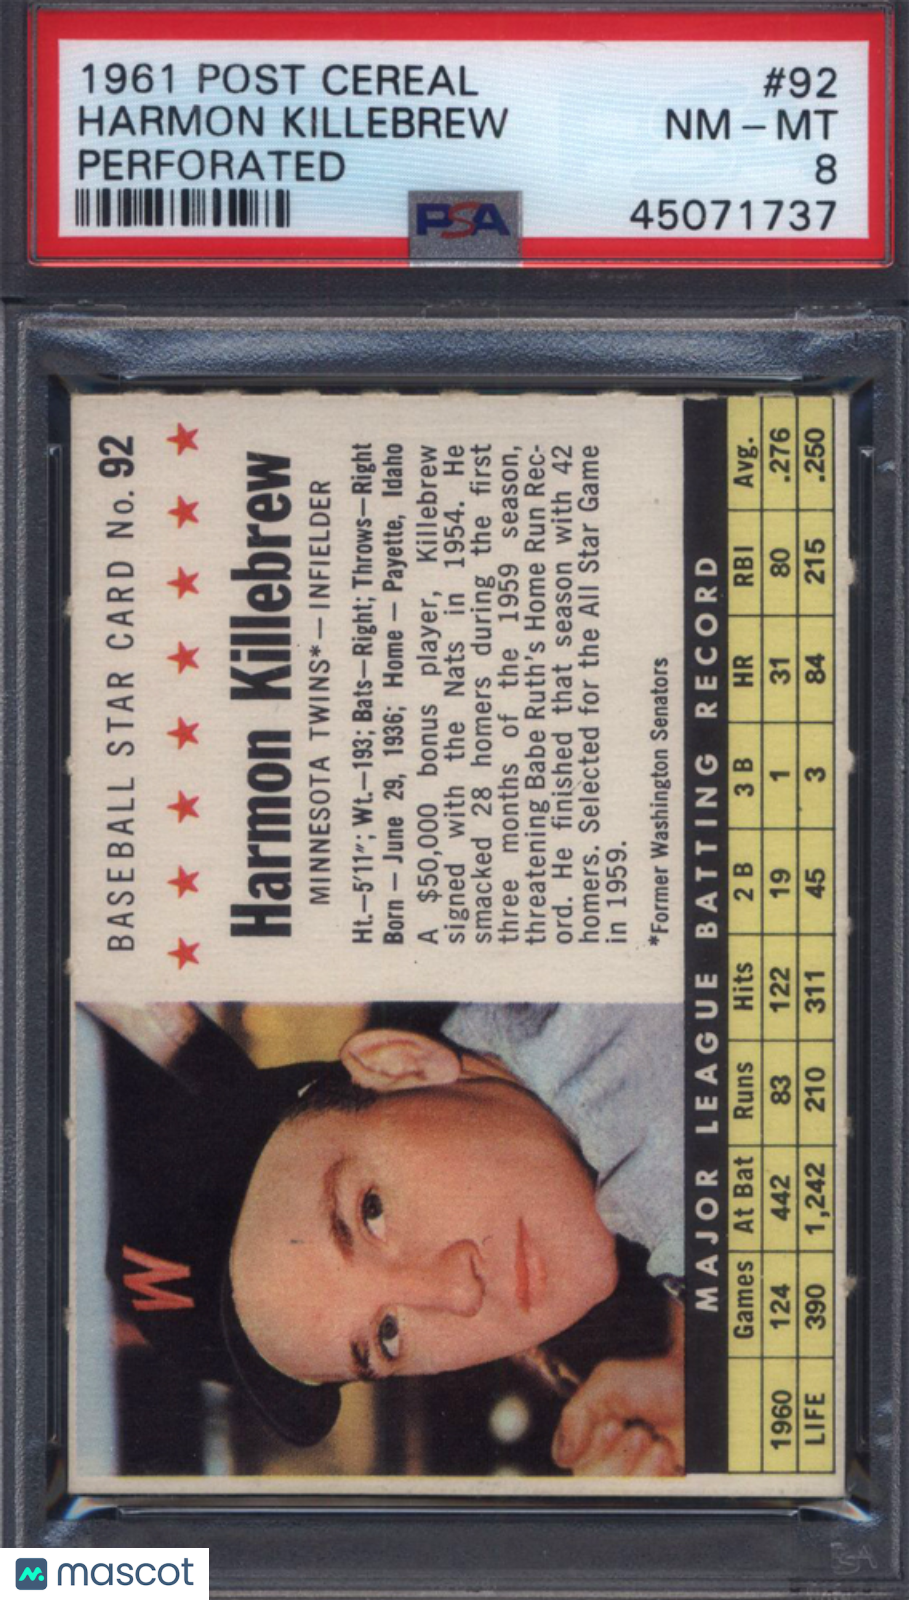 1961 POST CEREAL
HARMON KILLEBREW
PERFORATED
#92
NM – MT
8
45071737
PSA
BASEBALL STAR CARD No. 92
Harmon Killebrew
MINNESOTA TWINS*—INFIELDER
Ht.—5'11"; Wt.—193; Bats—Right; Throws—Right
Born — June 29, 1936; Home — Payette, Idaho
A $50,000 bonus player, Killebrew
signed with the Nats in 1954. He
smacked 28 homers during the first
three months of the 1959 season,
threatening Babe Ruth's Home Run Rec-
ord. He finished that season with 42
homers. Selected for the All Star Game
in 1959.
*Former Washington Senators
W
MAJOR LEAGUE BATTING RECORD
Games At Bat Runs Hits 2 B 3 B HR RBI Avg.
1960 124 442 83 122 19 1 31 80 .276
LIFE 390 1,242 210 311 45 3 84 215 .250
PSA
mascot